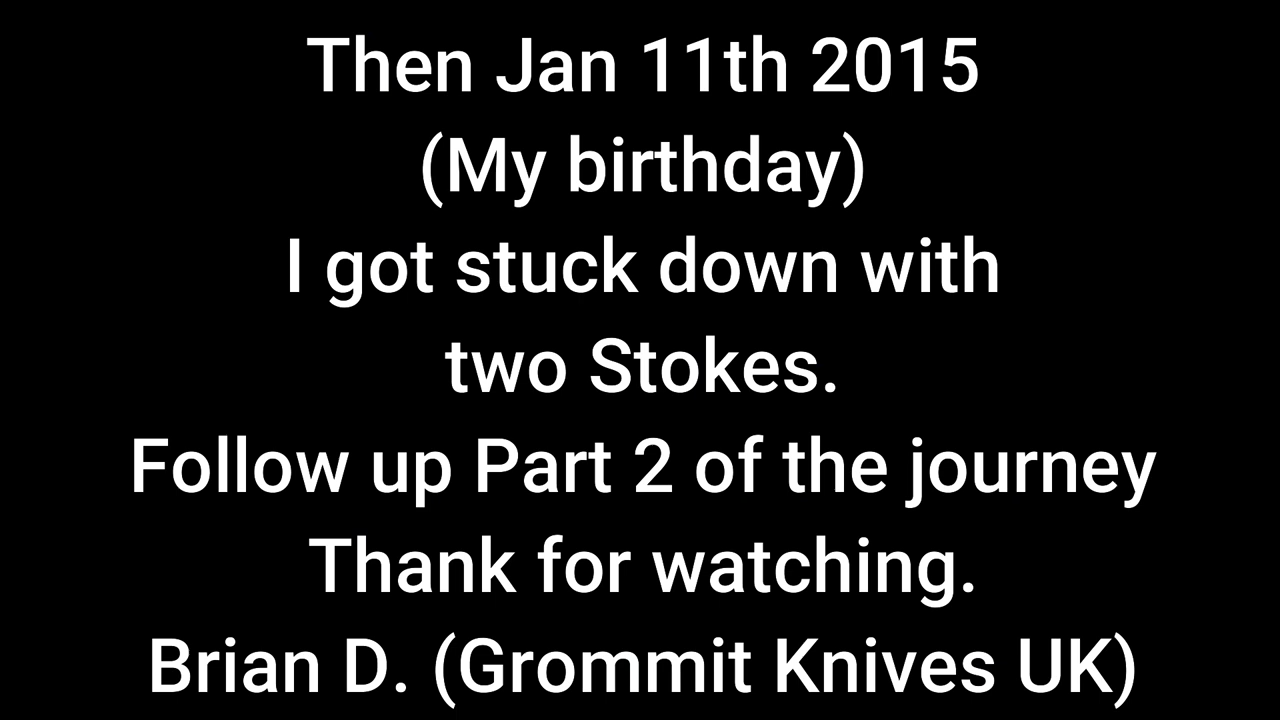 Then Jan 11th 2015
(My birthday)
I got stuck down with
two Stokes.
Follow up Part 2 of the journey
Thank for watching.
Brian D. (Grommit Knives UK)